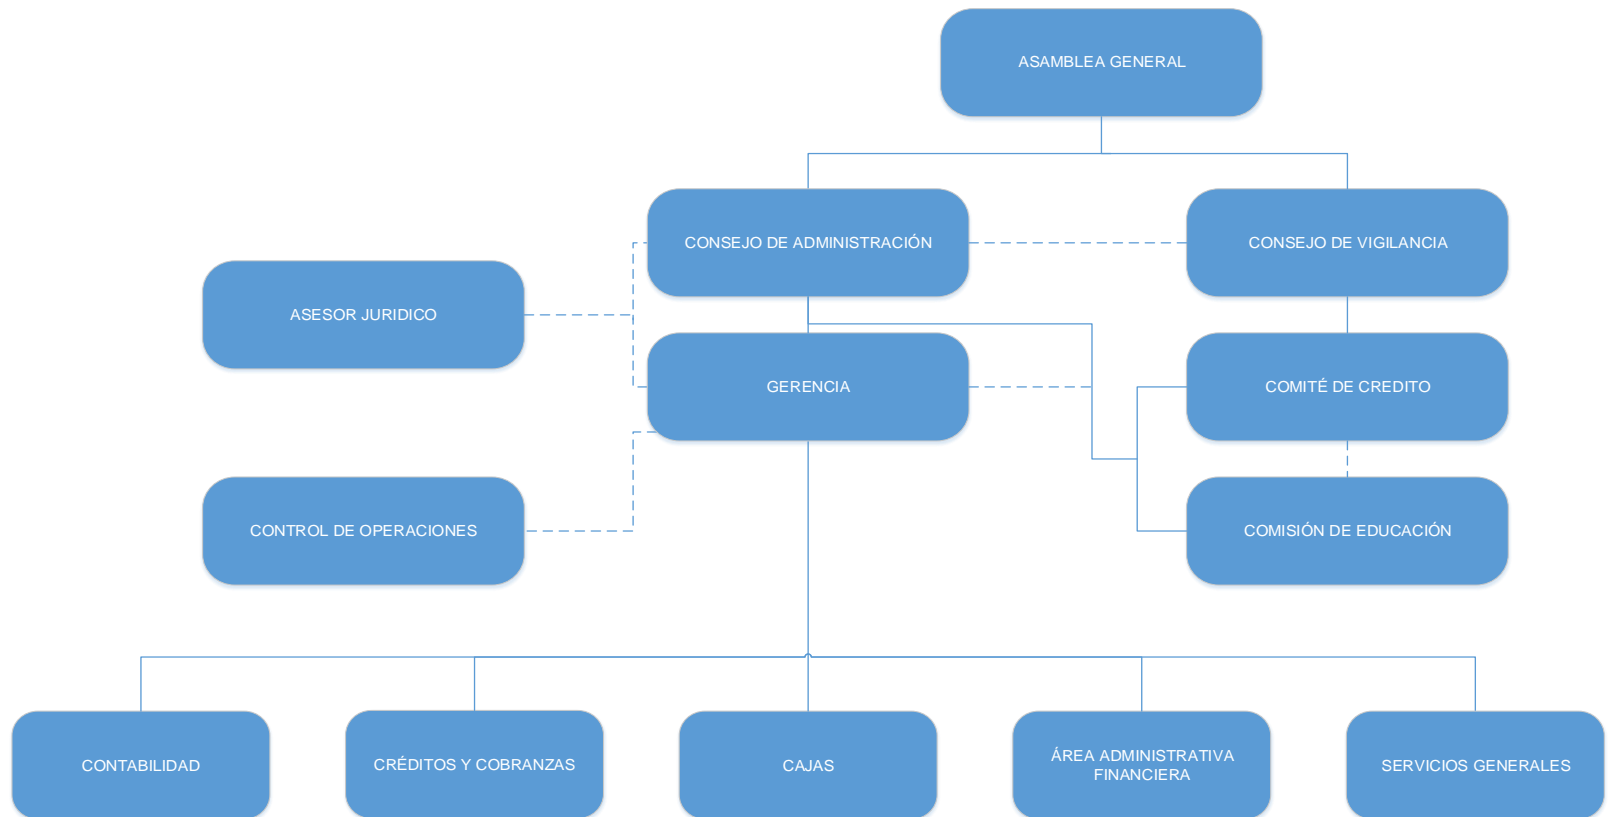 ASAMBLEA GENERAL
CONSEJO DE ADMINISTRACIÓN
CONSEJO DE VIGILANCIA
ASESOR JURIDICO
GERENCIA
COMITÉ DE CREDITO
CONTROL DE OPERACIONES
COMISIÓN DE EDUCACIÓN
CONTABILIDAD
CRÉDITOS Y COBRANZAS
CAJAS
ÁREA ADMINISTRATIVA
FINANCIERA
SERVICIOS GENERALES